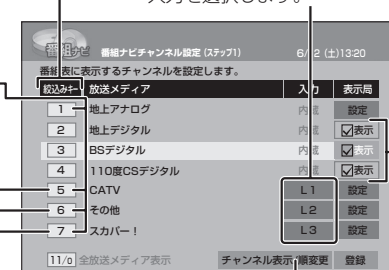 入力を選択します。
番組ナビ 番組ナビチャンネル設定(ステップ1) 6/ 2 (土)13:20
番組表に表示するチャンネルを設定します。
絞込みキー 放送メディア 入力 表示局
1 地上アナログ 内蔵 設定
2 地上デジタル 内蔵 表示
3 BSデジタル 内蔵 表示
4 110度CSデジタル 内蔵 表示
5 CATV L1 設定
6 その他 L2 設定
7 スカパー! L3 設定
11/0 全放送メディア表示 チャンネル表示順変更 登録